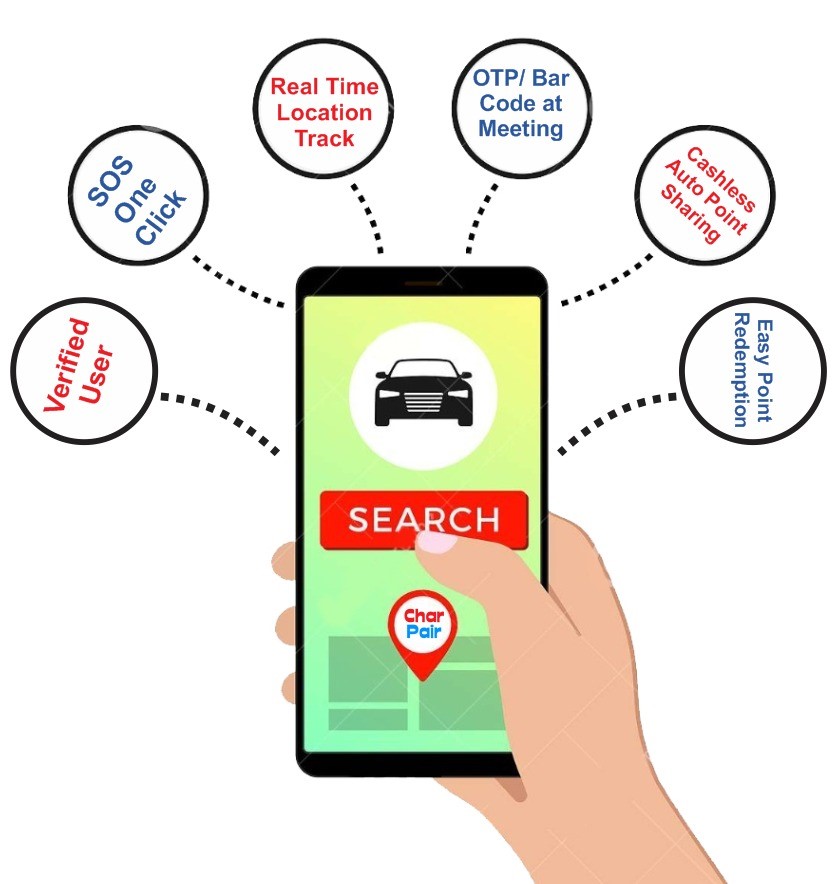 Verified
User
SOS
One
Click
Real Time
Location
Track
OTP/ Bar
Code at
Meeting
Cashless
Auto Point
Sharing
Easy Point
Redemption
SEARCH
Char
Pair